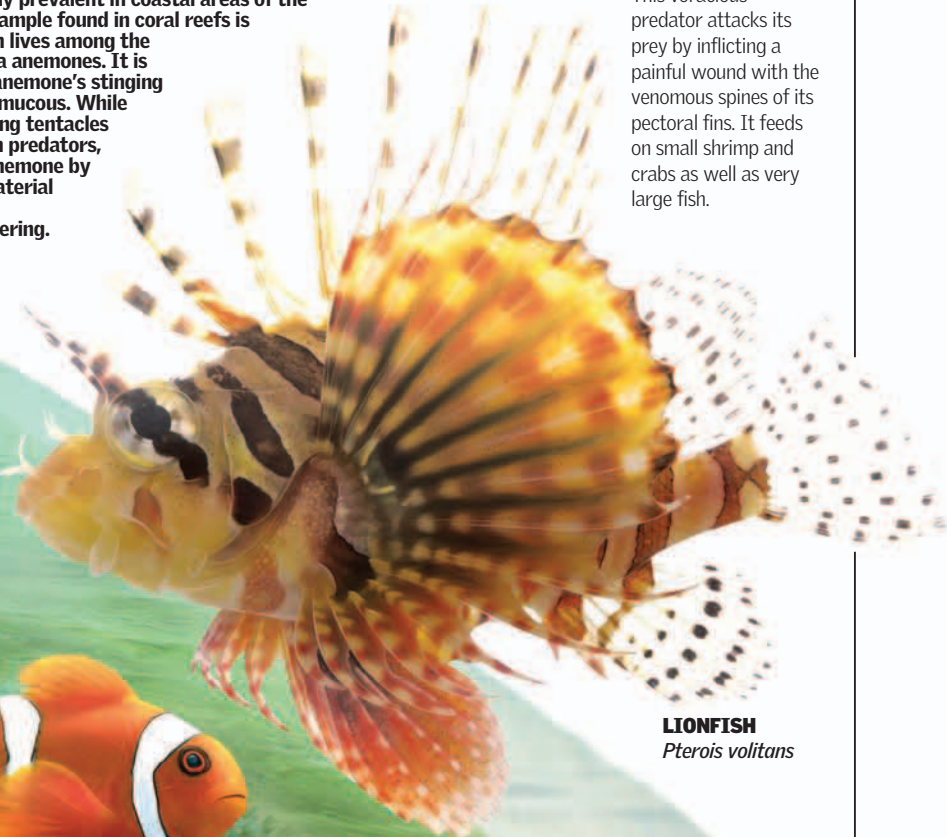 y prevalent in coastal areas of the
ample found in coral reefs is
n lives among the
a anemones. It is
anemone's stinging
mucous. While
ng tentacles
n predators,
nemone by
aterial
ering.
This voracious
predator attacks its
prey by inflicting a
painful wound with the
venomous spines of its
pectoral fins. It feeds
on small shrimp and
crabs as well as very
large fish.
LIONFISH
Pterois volitans